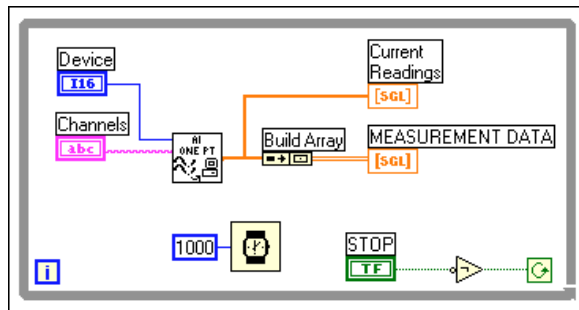 Device
I16
Channels
abc
AI
ONE PT
Current
Readings
[SGL]
Build Array
MEASUREMENT DATA
[SGL]
1000
STOP
TF
i